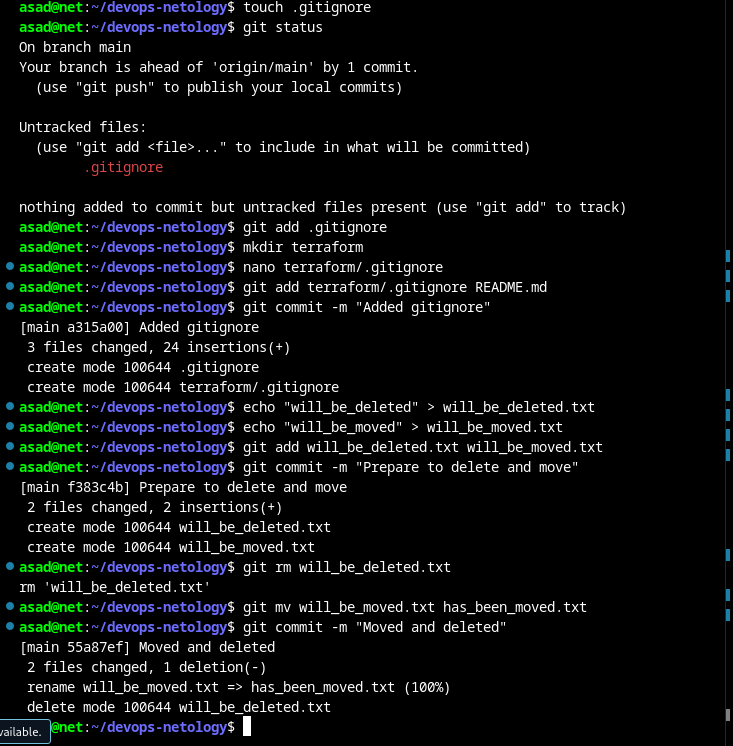 asad@net:~/devops-netology$ touch .gitignore
asad@net:~/devops-netology$ git status
On branch main
Your branch is ahead of 'origin/main' by 1 commit.
  (use "git push" to publish your local commits)

Untracked files:
  (use "git add <file>..." to include in what will be committed)
        .gitignore

nothing added to commit but untracked files present (use "git add" to track)
asad@net:~/devops-netology$ git add .gitignore
asad@net:~/devops-netology$ mkdir terraform
asad@net:~/devops-netology$ nano terraform/.gitignore
asad@net:~/devops-netology$ git add terraform/.gitignore README.md
asad@net:~/devops-netology$ git commit -m "Added gitignore"
[main a315a00] Added gitignore
 3 files changed, 24 insertions(+)
 create mode 100644 .gitignore
 create mode 100644 terraform/.gitignore
asad@net:~/devops-netology$ echo "will_be_deleted" > will_be_deleted.txt
asad@net:~/devops-netology$ echo "will_be_moved" > will_be_moved.txt
asad@net:~/devops-netology$ git add will_be_deleted.txt will_be_moved.txt
asad@net:~/devops-netology$ git commit -m "Prepare to delete and move"
[main f383c4b] Prepare to delete and move
 2 files changed, 2 insertions(+)
 create mode 100644 will_be_deleted.txt
 create mode 100644 will_be_moved.txt
asad@net:~/devops-netology$ git rm will_be_deleted.txt
rm 'will_be_deleted.txt'
asad@net:~/devops-netology$ git mv will_be_moved.txt has_been_moved.txt
asad@net:~/devops-netology$ git commit -m "Moved and deleted"
[main 55a87ef] Moved and deleted
 2 files changed, 1 deletion(-)
 rename will_be_moved.txt => has_been_moved.txt (100%)
 delete mode 100644 will_be_deleted.txt
vailable. @net:~/devops-netology$